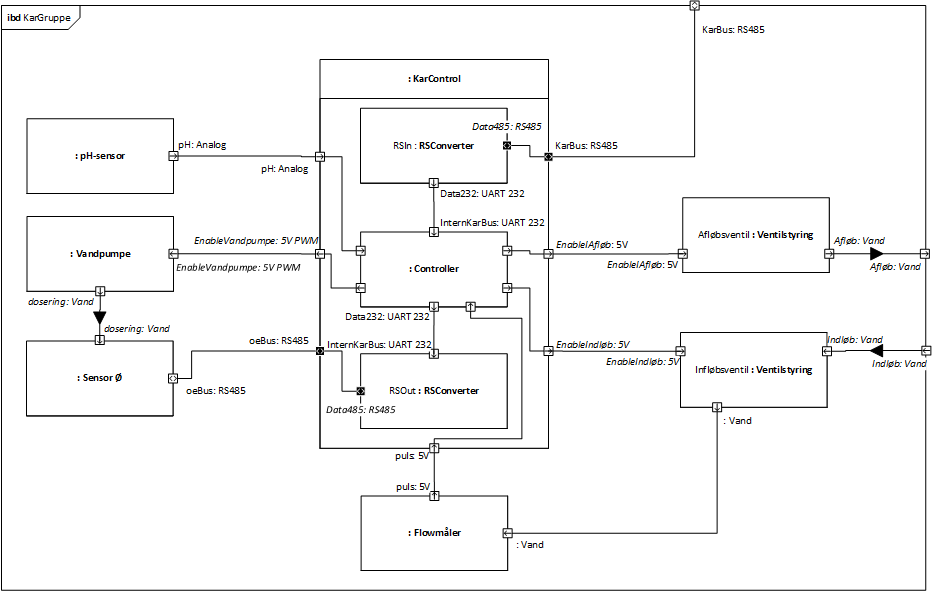 ibd KarGruppe
KarBus: RS485
: KarControl
Data485: RS485
RSIn : RSConverter
KarBus: RS485
: pH-sensor
pH: Analog
pH: Analog
Data232: UART 232
InternKarBus: UART 232
: Vandpumpe
EnableVandpumpe: 5V PWM
EnableVandpumpe: 5V PWM
: Controller
EnablelAfløb: 5V
EnablelAfløb: 5V
Afløbsventil : Ventilstyring
Afløb: Vand
Afløb: Vand
dosering: Vand
dosering: Vand
Data232: UART 232
oeBus: RS485
InternKarBus: UART 232
EnableIndløb: 5V
EnableIndløb: 5V
Indløb: Vand
Indløb: Vand
: Sensor Ø
oeBus: RS485
RSOut : RSConverter
Data485: RS485
Infløbsventil : Ventilstyring
: Vand
puls: 5V
puls: 5V
: Flowmåler
: Vand